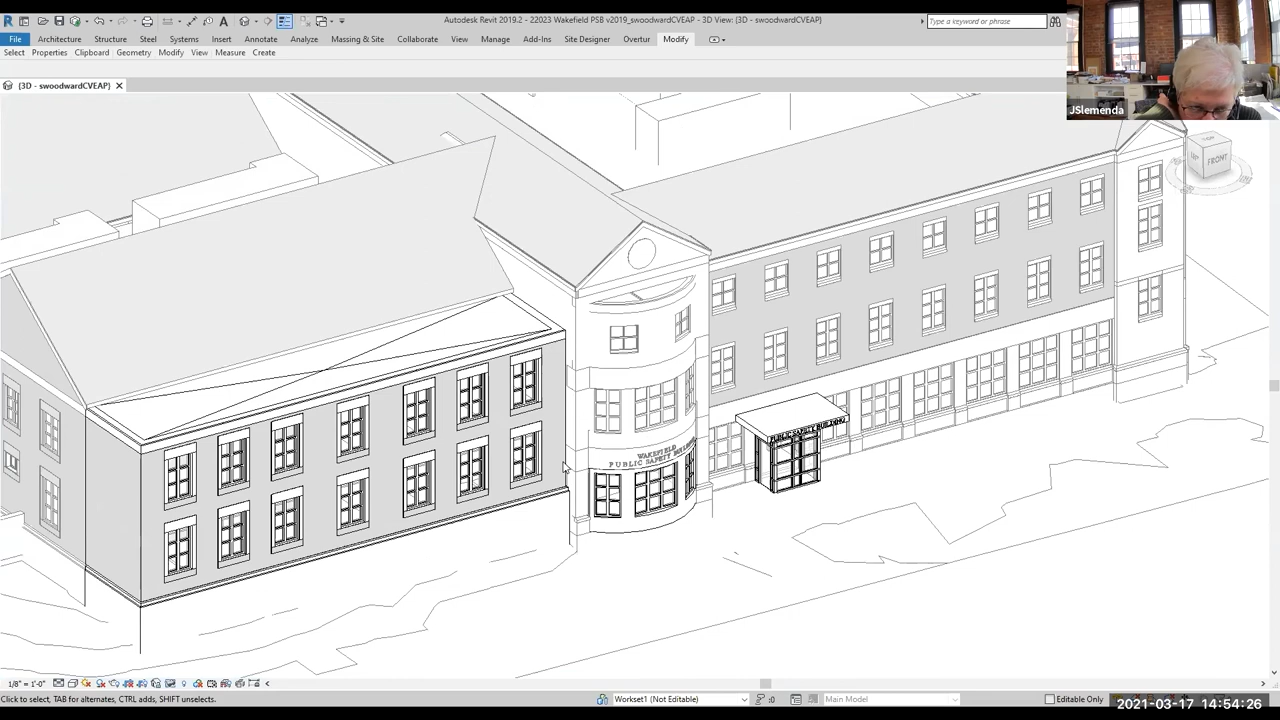 Autodesk Revit 2019.2 - 22023 Wakefield PSB v2019_swoodwardCVEAP - 3D View: {3D - swoodwardCVEAP}
Type a keyword or phrase
File Architecture Structure Steel Systems Insert Annotate Analyze Massing & Site Collaborate View Manage Add-Ins Site Designer Overtur Modify
Select Properties Clipboard Geometry Modify View Measure Create
{3D - swoodwardCVEAP}
JSlemenda
FRONT
WAKEFIELD
PUBLIC SAFETY BUILDING
PUBLIC SAFETY BUILDING
1/8" = 1'-0"
Click to select, TAB for alternates, CTRL adds, SHIFT unselects.
Workset1 (Not Editable)
:0
Main Model
Editable Only
2021-03-17 14:54:26